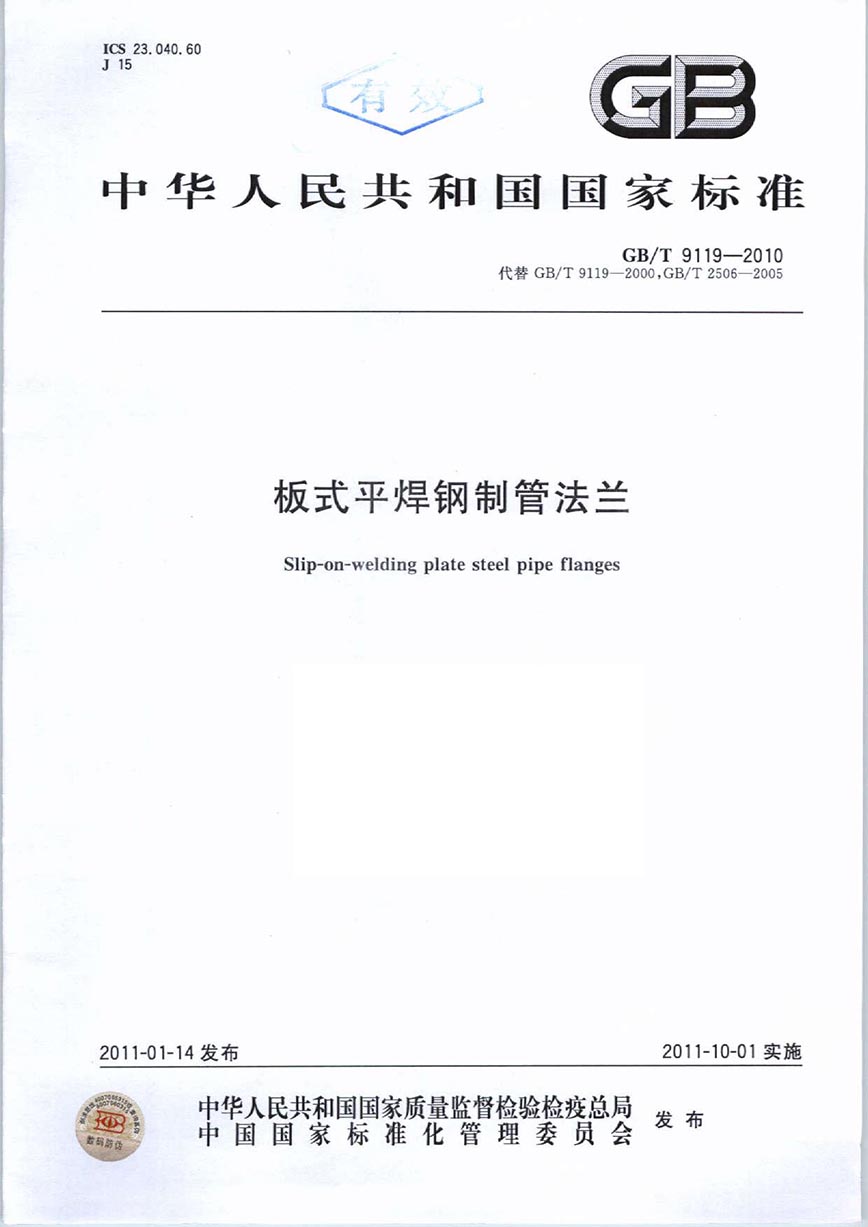 ICS 23.040.60
J 15
有效
GB
中华人民共和国国家标准
GB/T 9119—2010
代替 GB/T 9119—2000,GB/T 2506—2005
板式平焊钢制管法兰
Slip-on-welding plate steel pipe flanges
2011-01-14 发布
2011-10-01 实施
中华人民共和国国家质量监督检验检疫总局
中国国家标准化管理委员会
发布
数码防伪